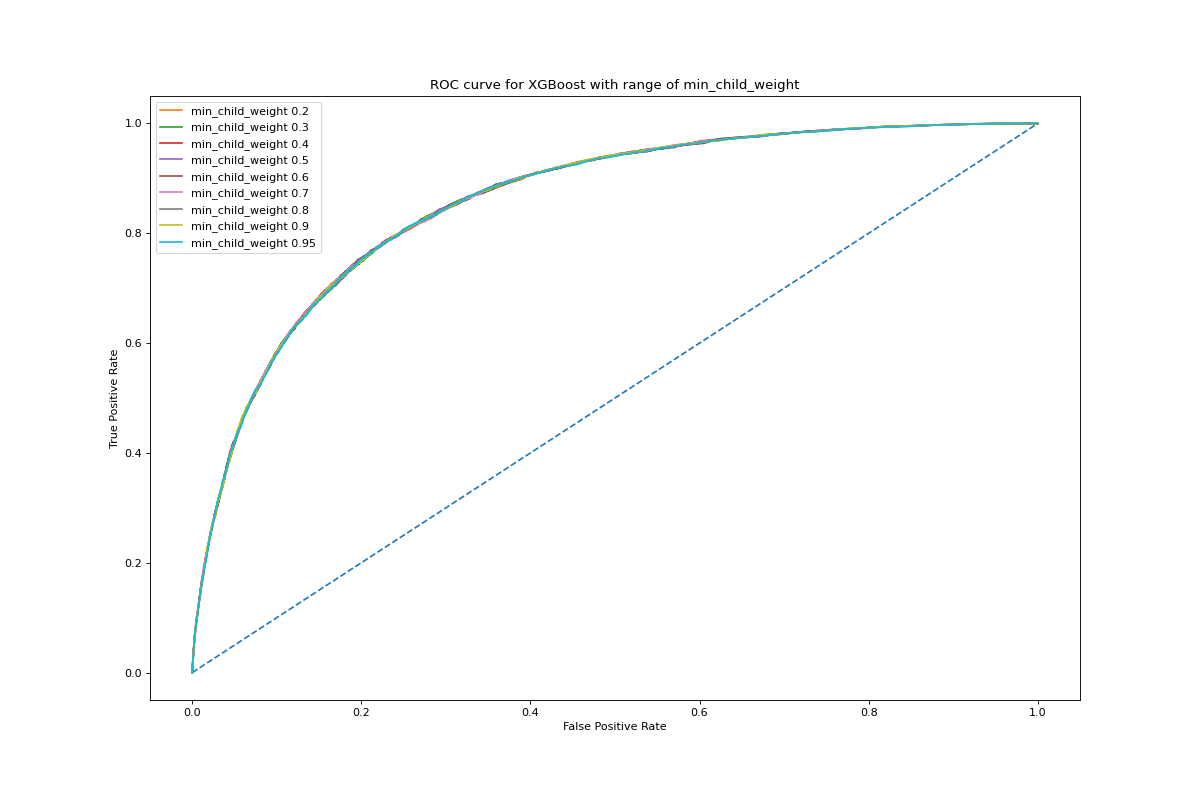 ROC curve for XGBoost with range of min_child_weight
min_child_weight 0.2
min_child_weight 0.3
min_child_weight 0.4
min_child_weight 0.5
min_child_weight 0.6
min_child_weight 0.7
min_child_weight 0.8
min_child_weight 0.9
min_child_weight 0.95
1.0
0.8
0.6
0.4
0.2
0.0
True Positive Rate
0.0 0.2 0.4 0.6 0.8 1.0
False Positive Rate